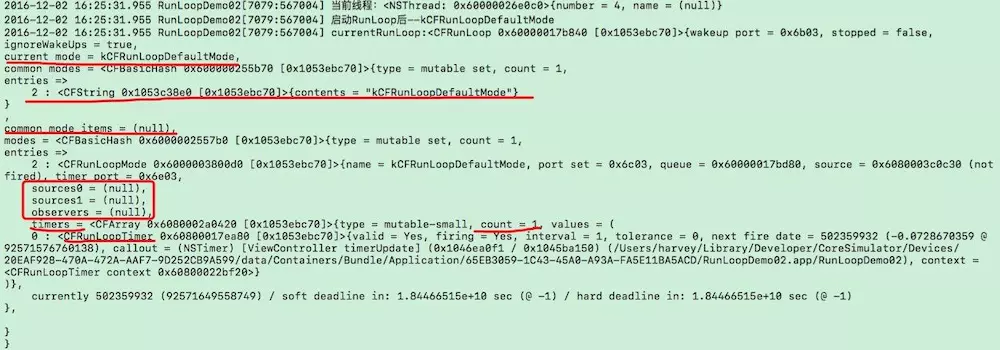 2016-12-02 16:25:31.955 RunLoopDemo02[7079:567004] 当前线程：<NSThread: 0x60000026e0c0>{number = 4, name = (null)}
2016-12-02 16:25:31.955 RunLoopDemo02[7079:567004] 启动RunLoop后--kCFRunLoopDefaultMode
2016-12-02 16:25:31.955 RunLoopDemo02[7079:567004] currentRunLoop:<CFRunLoop 0x60000017b840 [0x1053ebc70]>{wakeup port = 0x6b03, stopped = false,
ignoreWakeUps = true,
current mode = kCFRunLoopDefaultMode,
common modes = <CFBasicHash 0x600000255b70 [0x1053ebc70]>{type = mutable set, count = 1,
entries =>
2 : <CFString 0x1053c38e0 [0x1053ebc70]>{contents = "kCFRunLoopDefaultMode"}
}
,
common mode items = (null),
modes = <CFBasicHash 0x6000002557b0 [0x1053ebc70]>{type = mutable set, count = 1,
entries =>
2 : <CFRunLoopMode 0x6000003800d0 [0x1053ebc70]>{name = kCFRunLoopDefaultMode, port set = 0x6c03, queue = 0x60000017bd80, source = 0x6080003c0c30 (not
fired), timer port = 0x6e03,
sources0 = (null),
sources1 = (null),
observers = (null),
timers = <CFArray 0x6080002a0420 [0x1053ebc70]>{type = mutable-small, count = 1, values = (
0 : <CFRunLoopTimer 0x60800017ea80 [0x1053ebc70]>{valid = Yes, firing = Yes, interval = 1, tolerance = 0, next fire date = 502359932 (-0.0728670359 @
92571576760138), callout = (NSTimer) [ViewController timerUpdate] (0x1046ea0f1 / 0x1045ba150) (/Users/harvey/Library/Developer/CoreSimulator/Devices/
20EAF928-470A-472A-AAF7-9D252CB9A599/data/Containers/Bundle/Application/65EB3059-1C43-45A0-A93A-FA5E11BA5ACD/RunLoopDemo02.app/RunLoopDemo02), context =
<CFRunLoopTimer context 0x60800022bf20>}
)},
currently 502359932 (92571649558749) / soft deadline in: 1.84466515e+10 sec (@ -1) / hard deadline in: 1.84466515e+10 sec (@ -1)
},
}
}